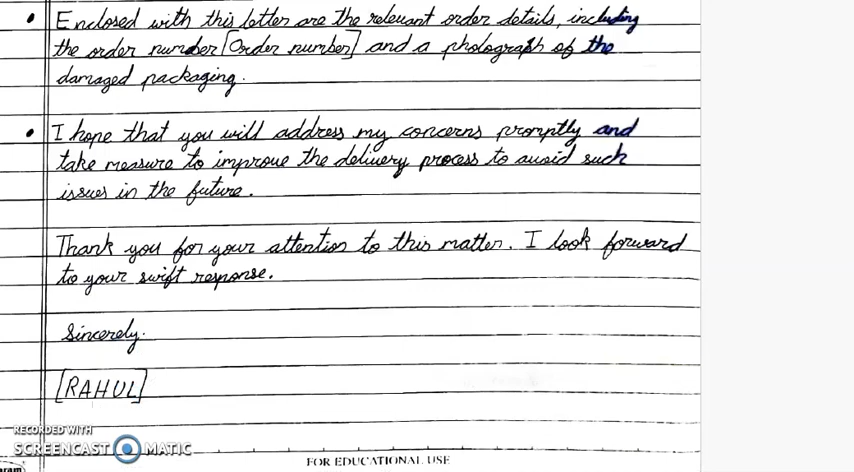 • Enclosed with this letter are the relevant order details, including
the order number [Order number] and a photograph of the
damaged packaging.
• I hope that you will address my concerns promptly and
take measure to improve the delivery process to avoid such
issues in the future.
Thank you for your attention to this matter. I look forward
to your swift response.
Sincerely.
[RAHUL]
RECORDED WITH
SCREENCAST MATIC
FOR EDUCATIONAL USE
aram